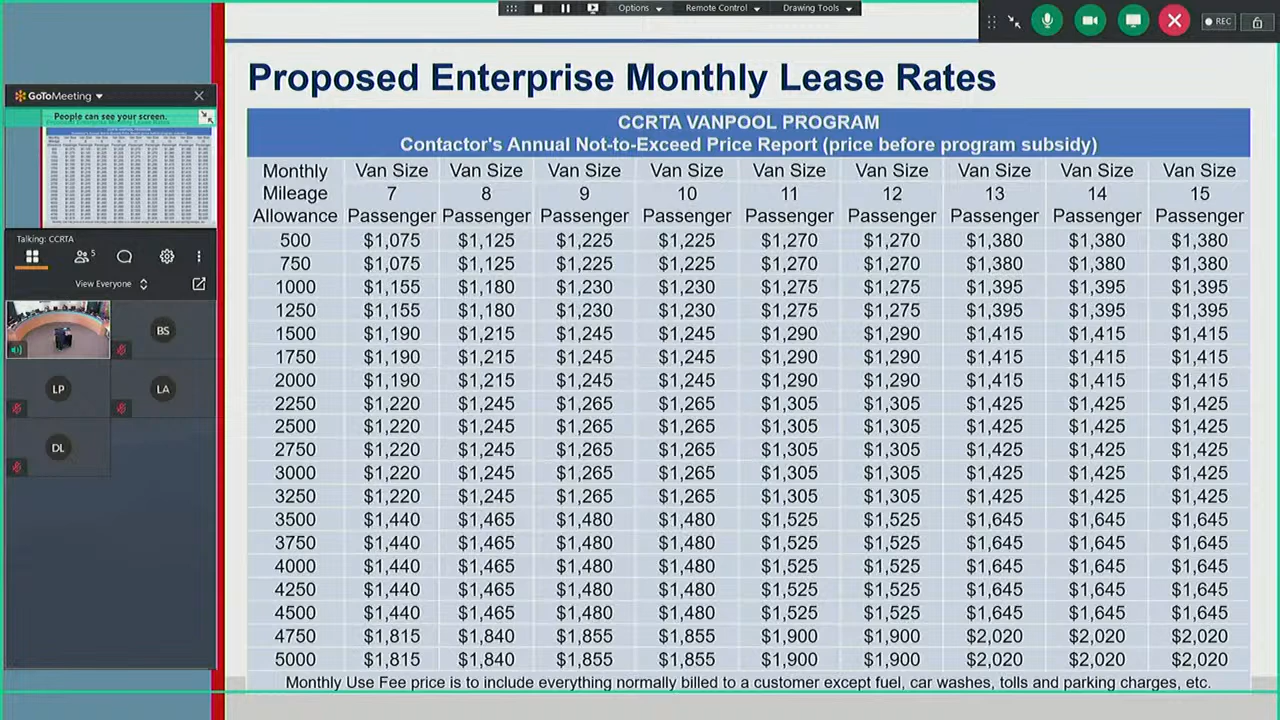 Options
Remote Control
Drawing Tools
REC
GoToMeeting
People can see your screen.
Talking: CCRTA
5
View Everyone
BS
LP
LA
DL
Proposed Enterprise Monthly Lease Rates
CCRTA VANPOOL PROGRAM
Contactor's Annual Not-to-Exceed Price Report (price before program subsidy)
Monthly Van Size Van Size Van Size Van Size Van Size Van Size Van Size Van Size Van Size
Mileage 7 8 9 10 11 12 13 14 15
Allowance Passenger Passenger Passenger Passenger Passenger Passenger Passenger Passenger Passenger
500 $1,075 $1,125 $1,225 $1,225 $1,270 $1,270 $1,380 $1,380 $1,380
750 $1,075 $1,125 $1,225 $1,225 $1,270 $1,270 $1,380 $1,380 $1,380
1000 $1,155 $1,180 $1,230 $1,230 $1,275 $1,275 $1,395 $1,395 $1,395
1250 $1,155 $1,180 $1,230 $1,230 $1,275 $1,275 $1,395 $1,395 $1,395
1500 $1,190 $1,215 $1,245 $1,245 $1,290 $1,290 $1,415 $1,415 $1,415
1750 $1,190 $1,215 $1,245 $1,245 $1,290 $1,290 $1,415 $1,415 $1,415
2000 $1,190 $1,215 $1,245 $1,245 $1,290 $1,290 $1,415 $1,415 $1,415
2250 $1,220 $1,245 $1,265 $1,265 $1,305 $1,305 $1,425 $1,425 $1,425
2500 $1,220 $1,245 $1,265 $1,265 $1,305 $1,305 $1,425 $1,425 $1,425
2750 $1,220 $1,245 $1,265 $1,265 $1,305 $1,305 $1,425 $1,425 $1,425
3000 $1,220 $1,245 $1,265 $1,265 $1,305 $1,305 $1,425 $1,425 $1,425
3250 $1,220 $1,245 $1,265 $1,265 $1,305 $1,305 $1,425 $1,425 $1,425
3500 $1,440 $1,465 $1,480 $1,480 $1,525 $1,525 $1,645 $1,645 $1,645
3750 $1,440 $1,465 $1,480 $1,480 $1,525 $1,525 $1,645 $1,645 $1,645
4000 $1,440 $1,465 $1,480 $1,480 $1,525 $1,525 $1,645 $1,645 $1,645
4250 $1,440 $1,465 $1,480 $1,480 $1,525 $1,525 $1,645 $1,645 $1,645
4500 $1,440 $1,465 $1,480 $1,480 $1,525 $1,525 $1,645 $1,645 $1,645
4750 $1,815 $1,840 $1,855 $1,855 $1,900 $1,900 $2,020 $2,020 $2,020
5000 $1,815 $1,840 $1,855 $1,855 $1,900 $1,900 $2,020 $2,020 $2,020
Monthly Use Fee price is to include everything normally billed to a customer except fuel, car washes, tolls and parking charges, etc.